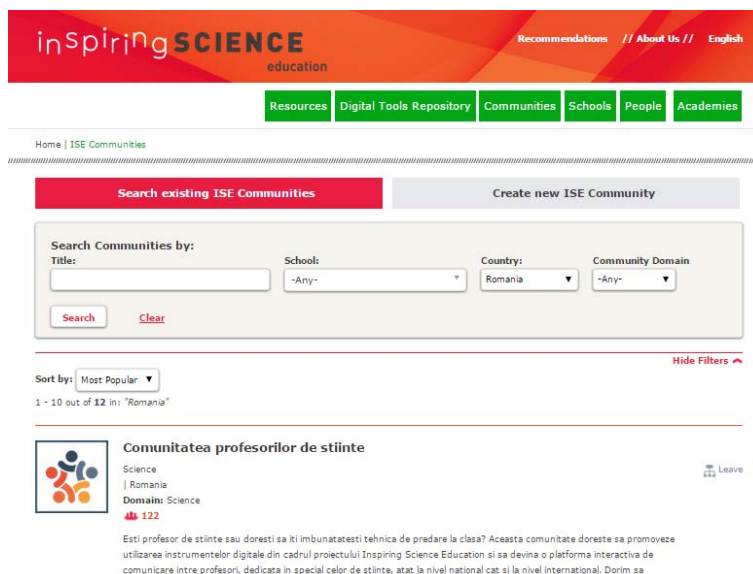 inspiring SCIENCE
education
Recommendations // About Us // English
Resources Digital Tools Repository Communities Schools People Academies
Home | ISE Communities
Search existing ISE Communities Create new ISE Community
Search Communities by:
Title: School: Country: Community Domain
-Any- Romania -Any-
Search Clear
Hide Filters
Sort by: Most Popular
1 - 10 out of 12 in: "Romania"
Comunitatea profesorilor de stiinte
Science
Leave
| Romania
Domain: Science
122
Esti profesor de stiinte sau doresti sa iti imbunatatesti tehnica de predare la clasa? Aceasta comunitate doreste sa promoveze
utilizarea instrumentelor digitale din cadrul proiectului Inspiring Science Education si sa devina o platforma interactiva de
comunicare intre profesori, dedicata in special celor de stiinte, atat la nivel national cat si la nivel international. Dorim sa